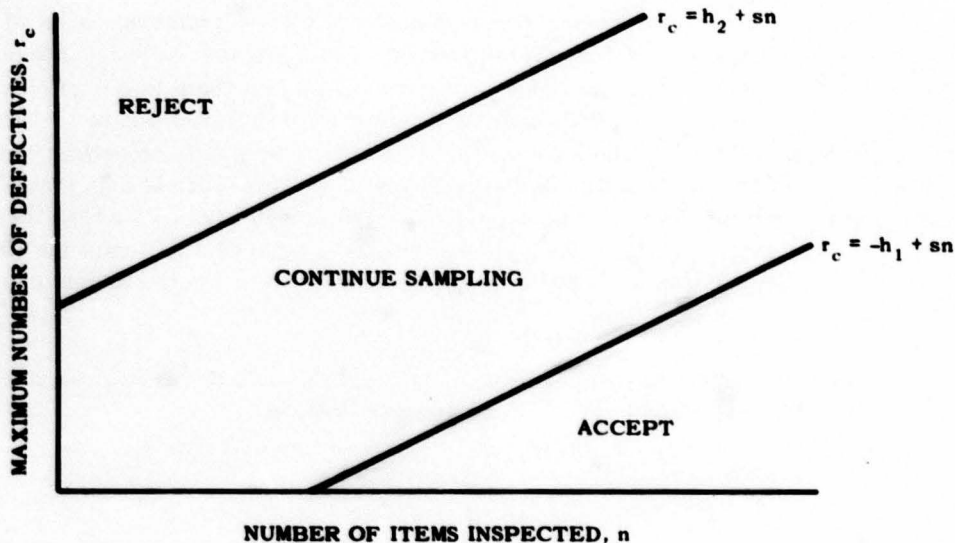 r_c = h_2 + sn
REJECT
MAXIMUM NUMBER OF DEFECTIVES, r_c
r_c = -h_1 + sn
CONTINUE SAMPLING
ACCEPT
NUMBER OF ITEMS INSPECTED, n